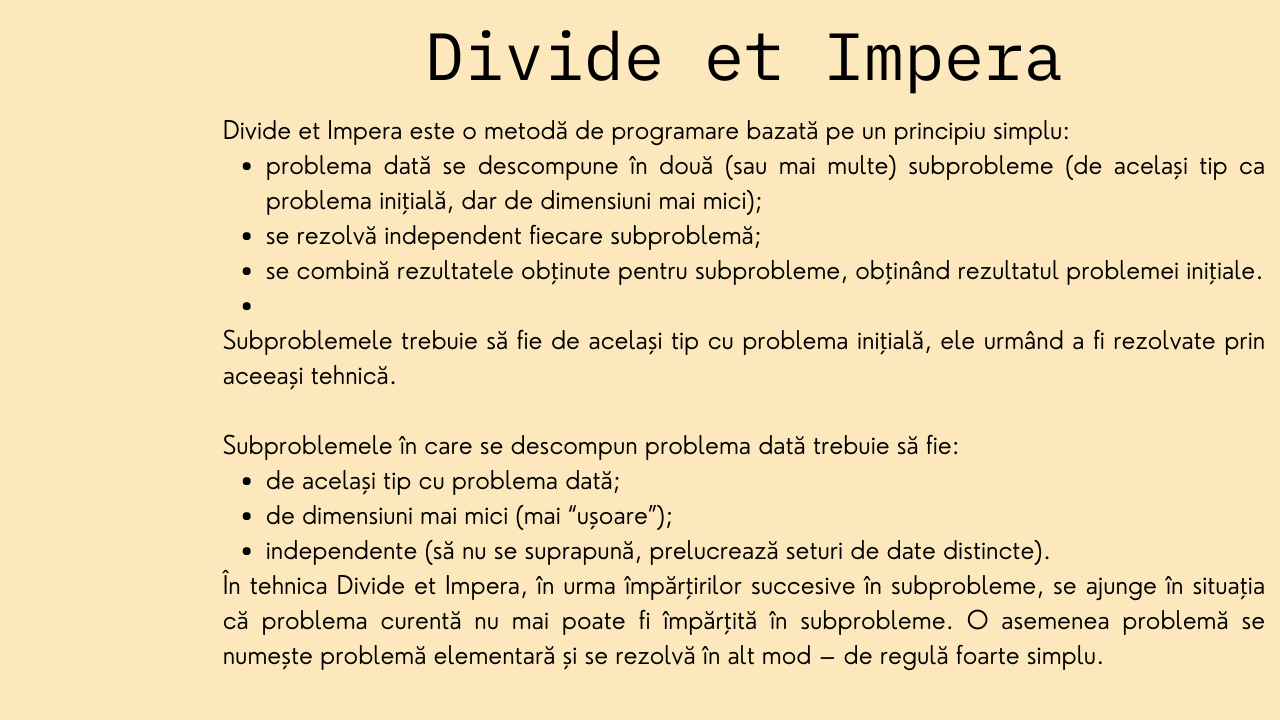 Divide et Impera
Divide et Impera este o metodă de programare bazată pe un principiu simplu:
• problema dată se descompune în două (sau mai multe) subprobleme (de același tip ca
problema inițială, dar de dimensiuni mai mici);
• se rezolvă independent fiecare subproblemă;
• se combină rezultatele obținute pentru subprobleme, obținând rezultatul problemei inițiale.
•
Subproblemele trebuie să fie de același tip cu problema inițială, ele urmând a fi rezolvate prin
aceeași tehnică.
Subproblemele în care se descompun problema dată trebuie să fie:
• de același tip cu problema dată;
• de dimensiuni mai mici (mai “ușoare”);
• independente (să nu se suprapună, prelucrează seturi de date distincte).
În tehnica Divide et Impera, în urma împărțirilor succesive în subprobleme, se ajunge în situația
că problema curentă nu mai poate fi împărțită în subprobleme. O asemenea problemă se
numește problemă elementară și se rezolvă în alt mod – de regulă foarte simplu.